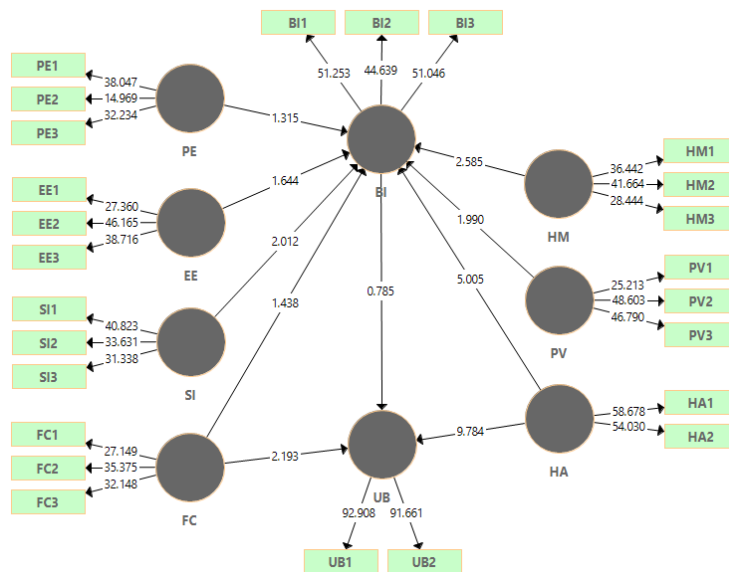 BI1 BI2 BI3
51.253 44.639 51.046
PE1
PE2
PE3
38.047
14.969
32.234
PE
1.315
BI
EE1
EE2
EE3
27.360
46.165
38.716
EE
1.644
SI1
SI2
SI3
40.823
33.631
31.338
SI
2.012
FC1
FC2
FC3
27.149
35.375
32.148
FC
1.438
2.193
0.785
HM1
HM2
HM3
36.442
41.664
28.444
HM
2.585
PV1
PV2
PV3
25.213
48.603
46.790
PV
1.990
HA1
HA2
58.678
54.030
HA
5.005
9.784
UB
92.908 91.661
UB1 UB2